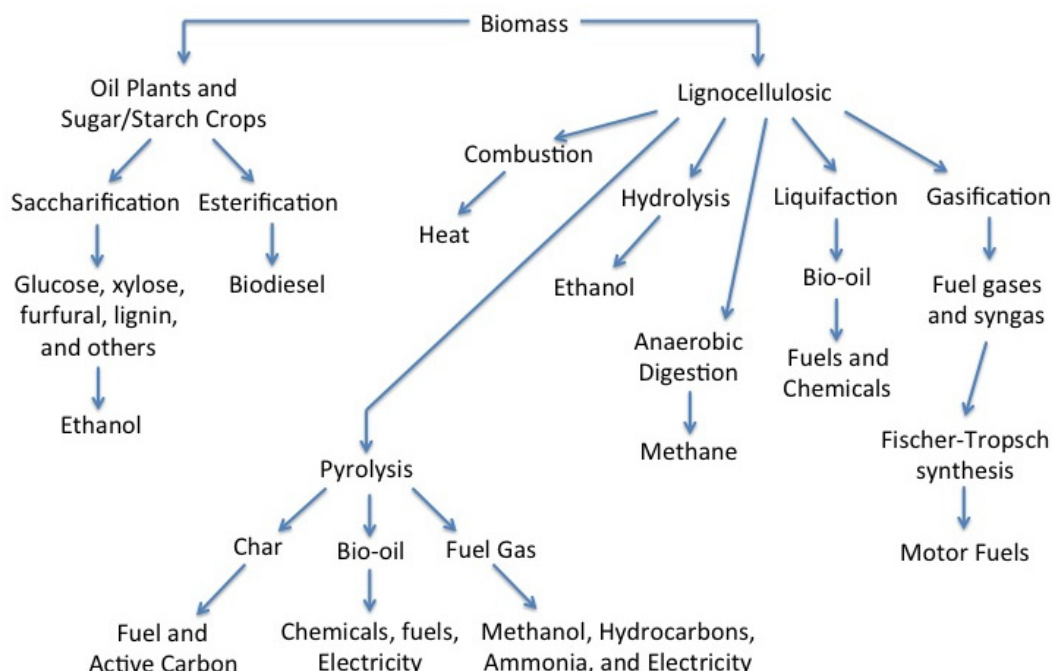 Biomass
Oil Plants and
Sugar/Starch Crops
Lignocellulosic
Saccharification
Esterification
Combustion
Hydrolysis
Liquifaction
Gasification
Heat
Glucose, xylose,
furfural, lignin,
and others
Biodiesel
Ethanol
Bio-oil
Fuel gases
and syngas
Anaerobic
Digestion
Fuels and
Chemicals
Ethanol
Methane
Fischer-Tropsch
synthesis
Pyrolysis
Motor Fuels
Char
Bio-oil
Fuel Gas
Fuel and
Active Carbon
Chemicals, fuels,
Electricity
Methanol, Hydrocarbons,
Ammonia, and Electricity